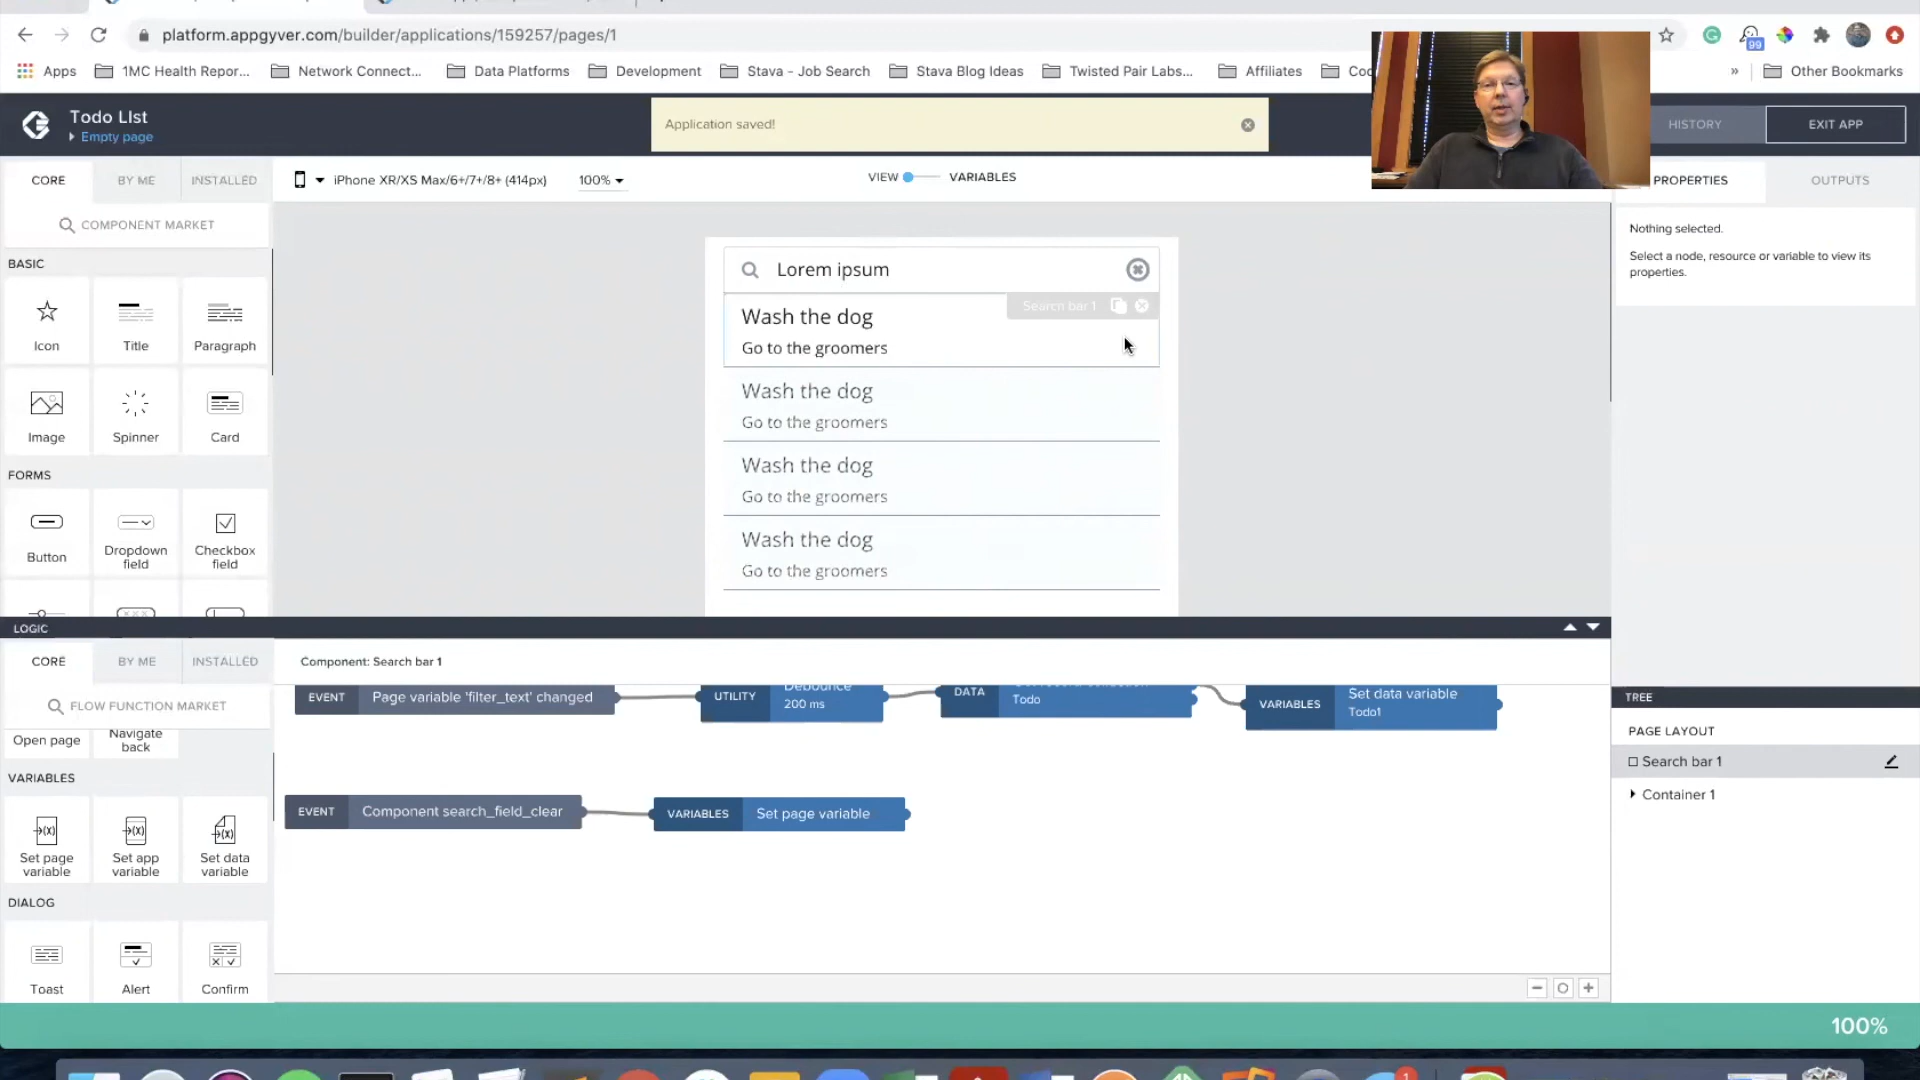 platform.appgyver.com/builder/applications/159257/pages/1
99
Apps
1MC Health Repor...
Network Connect...
Data Platforms
Development
Stava - Job Search
Stava Blog Ideas
Twisted Pair Labs...
Affiliates
»
Other Bookmarks
Todo LIst
Empty page
Application saved!
HISTORY
EXIT APP
CORE
BY ME
INSTALLED
iPhone XR/XS Max/6+/7+/8+ (414px)
100%
VIEW
VARIABLES
PROPERTIES
OUTPUTS
COMPONENT MARKET
Nothing selected.
Select a node, resource or variable to view its
properties.
BASIC
Icon
Title
Paragraph
Image
Spinner
Card
FORMS
Button
Dropdown
field
Checkbox
field
Lorem ipsum
Search bar 1
Wash the dog
Go to the groomers
Wash the dog
Go to the groomers
Wash the dog
Go to the groomers
Wash the dog
Go to the groomers
LOGIC
CORE
BY ME
INSTALLED
Component: Search bar 1
FLOW FUNCTION MARKET
Open page
Navigate
back
VARIABLES
Set page
variable
Set app
variable
Set data
variable
DIALOG
Toast
Alert
Confirm
EVENT
Page variable 'filter_text' changed
UTILITY
Debounce
200 ms
DATA
Todo
VARIABLES
Set data variable
Todo1
EVENT
Component search_field_clear
VARIABLES
Set page variable
TREE
PAGE LAYOUT
Search bar 1
Container 1
100%
1